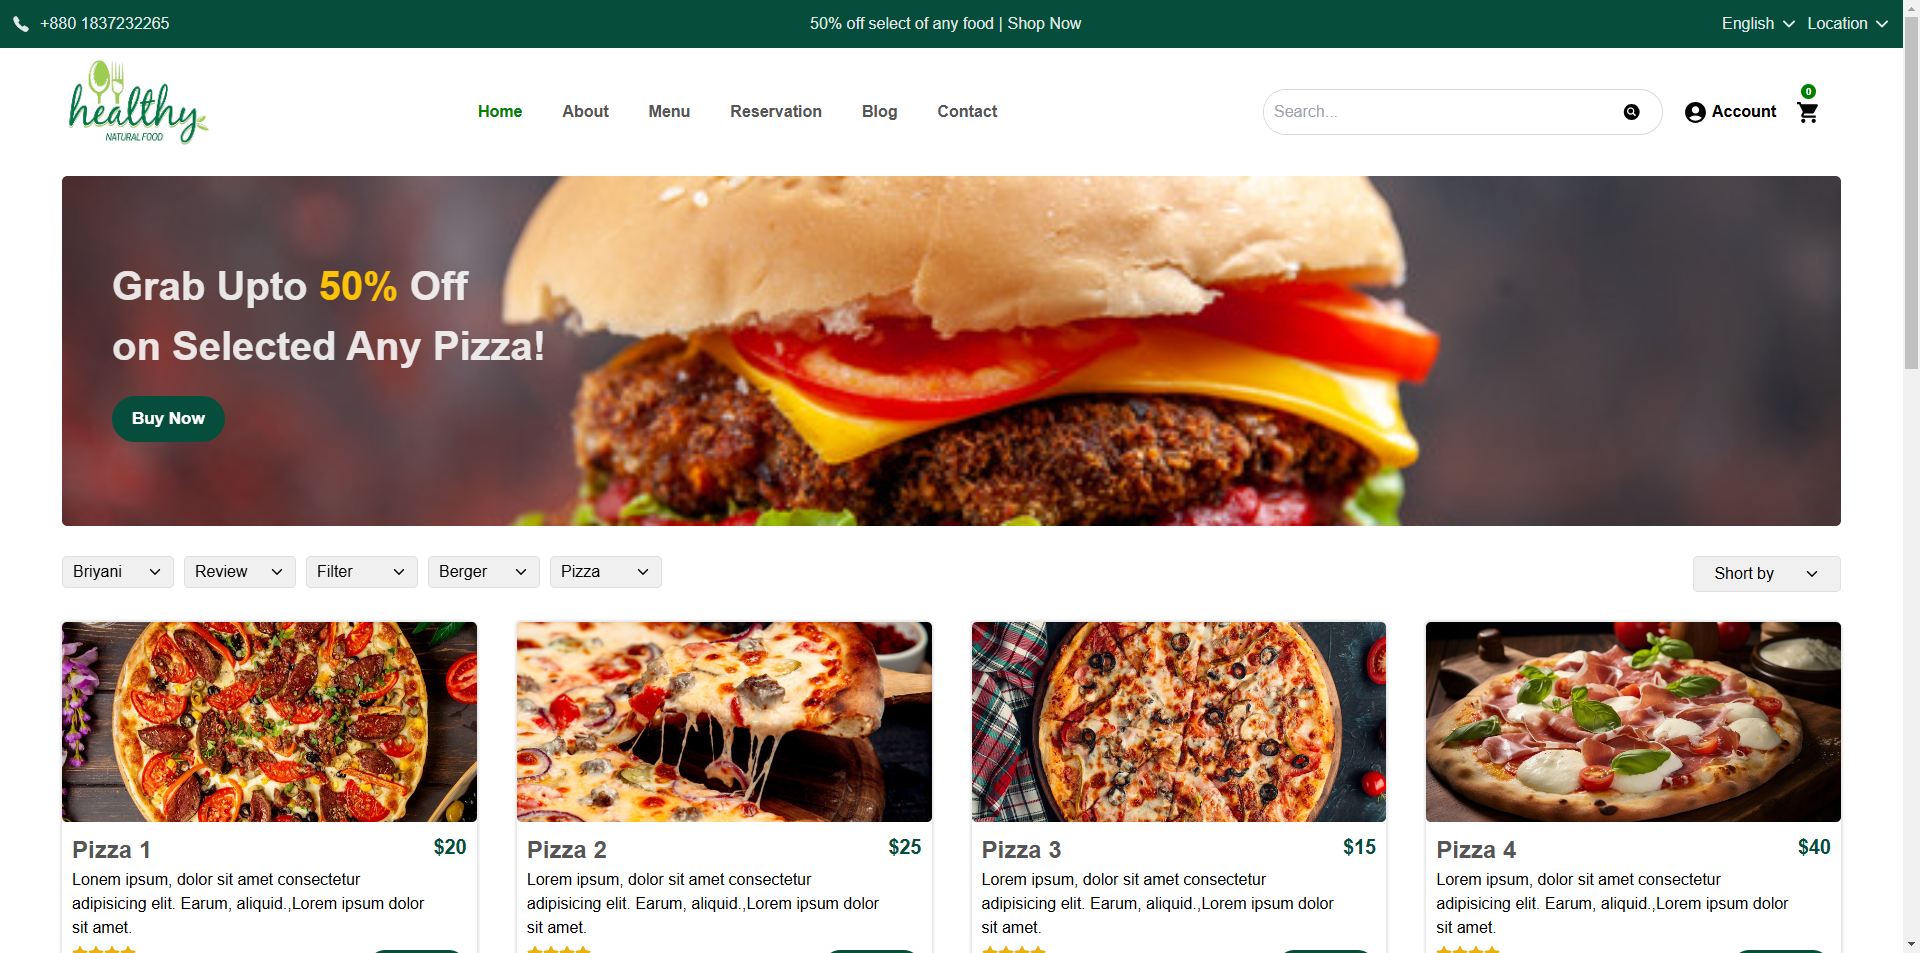 +880 1837232265
50% off select of any food | Shop Now
English
Location
healthy
NATURAL FOOD
Home
About
Menu
Reservation
Blog
Contact
Search...
Account
0
Grab Upto 50% Off
on Selected Any Pizza!
Buy Now
Briyani
Review
Filter
Berger
Pizza
Short by
Pizza 1
$20
Lonem ipsum, dolor sit amet consectetur
adipisicing elit. Earum, aliquid.,Lorem ipsum dolor
sit amet.
Pizza 2
$25
Lorem ipsum, dolor sit amet consectetur
adipisicing elit. Earum, aliquid.,Lorem ipsum dolor
sit amet.
Pizza 3
$15
Lorem ipsum, dolor sit amet consectetur
adipisicing elit. Earum, aliquid.,Lorem ipsum dolor
sit amet.
Pizza 4
$40
Lorem ipsum, dolor sit amet consectetur
adipisicing elit. Earum, aliquid.,Lorem ipsum dolor
sit amet.